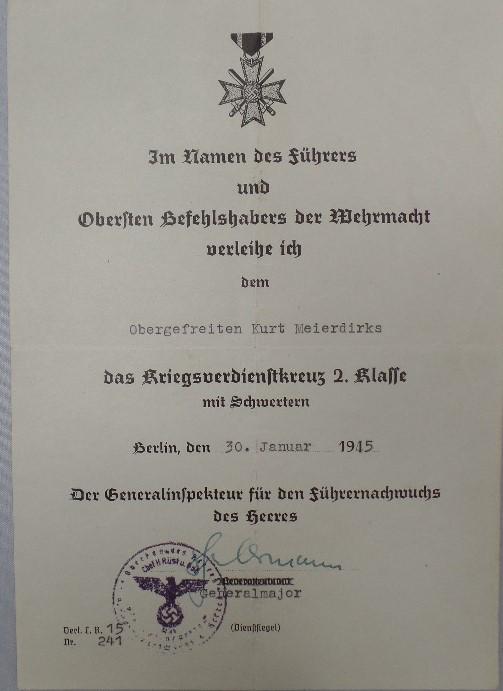 Im Namen des Führers
und
Obersten Befehlshabers der Wehrmacht
verleihe ich
dem
Obergefreiten Kurt Meierdirks
das Kriegsverdienstkreuz 2. Klasse
mit Schwertern
Berlin, den 30. Januar 1945
Der Generalinspekteur für den Führernachwuchs
des Heeres
Generalmajor
(Dienstsiegel)
Verl. L. R. 15
Nr. 241